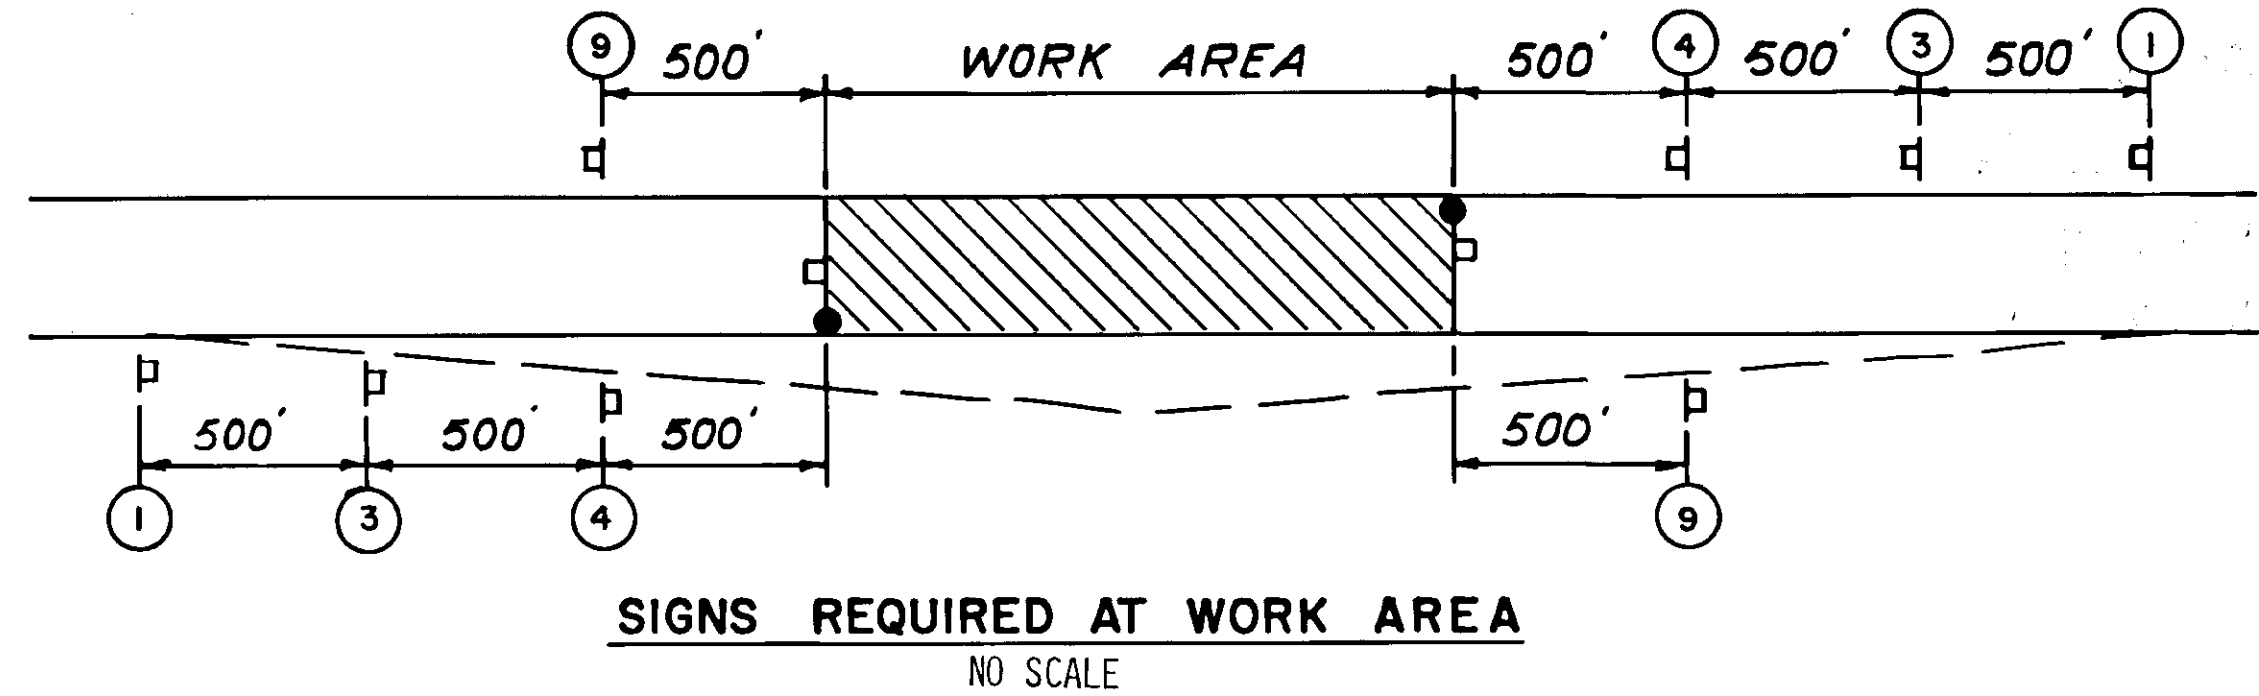 9 500' WORK AREA 500' 4 500' 3 500' 1
500' 500' 500' 500'
1 3 4 9
SIGNS REQUIRED AT WORK AREA
NO SCALE